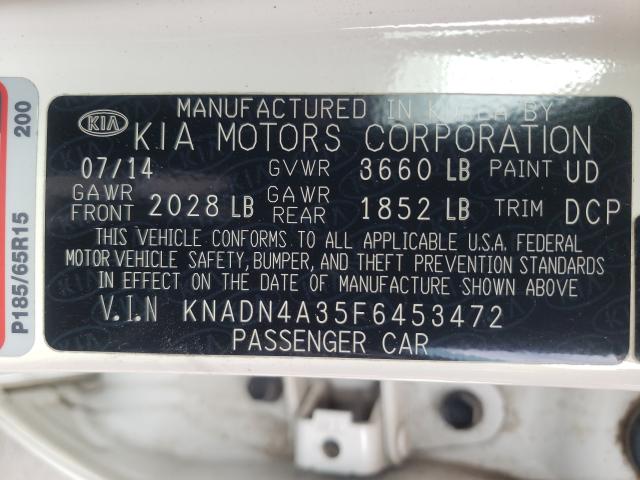 MANUFACTURED IN KOREA BY
KIA KIA MOTORS CORPORATION
07/14 GVWR 3660 LB PAINT UD
GAWR FRONT 2028 LB GAWR REAR 1852 LB TRIM DCP
THIS VEHICLE CONFORMS TO ALL APPLICABLE U.S.A. FEDERAL
MOTOR VEHICLE SAFETY, BUMPER, AND THEFT PREVENTION STANDARDS
IN EFFECT ON THE DATE OF MANUFACTURE SHOWN ABOVE
V.I.N KNADN4A35F6453472
PASSENGER CAR
P185/65R15
200